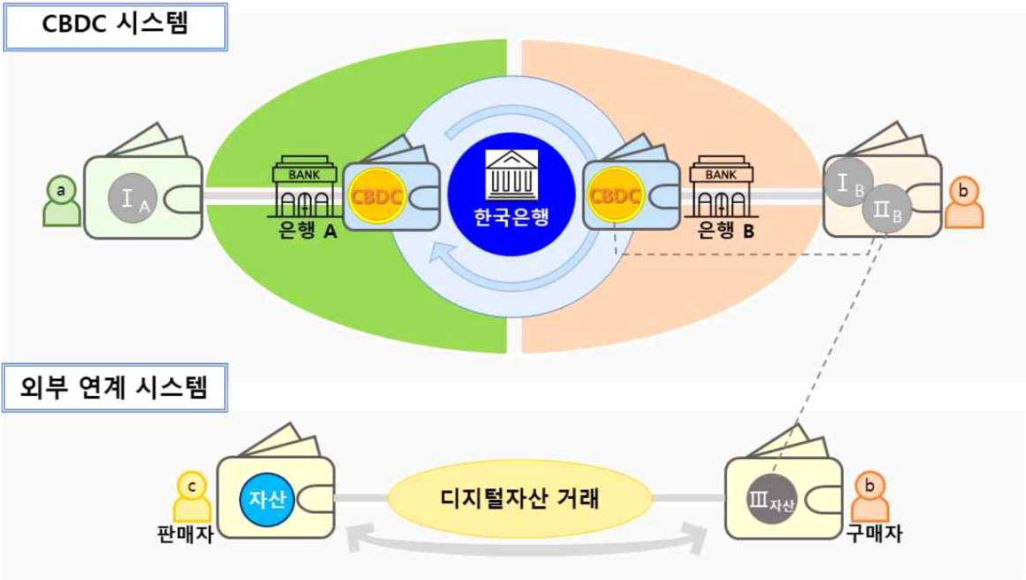 CBDC 시스템
a
I A
BANK
은행 A
CBDC
한국은행
CBDC
BANK
은행 B
I B
II B
b
외부 연계 시스템
c
판매자
자산
디지털자산 거래
III 자산
b
구매자